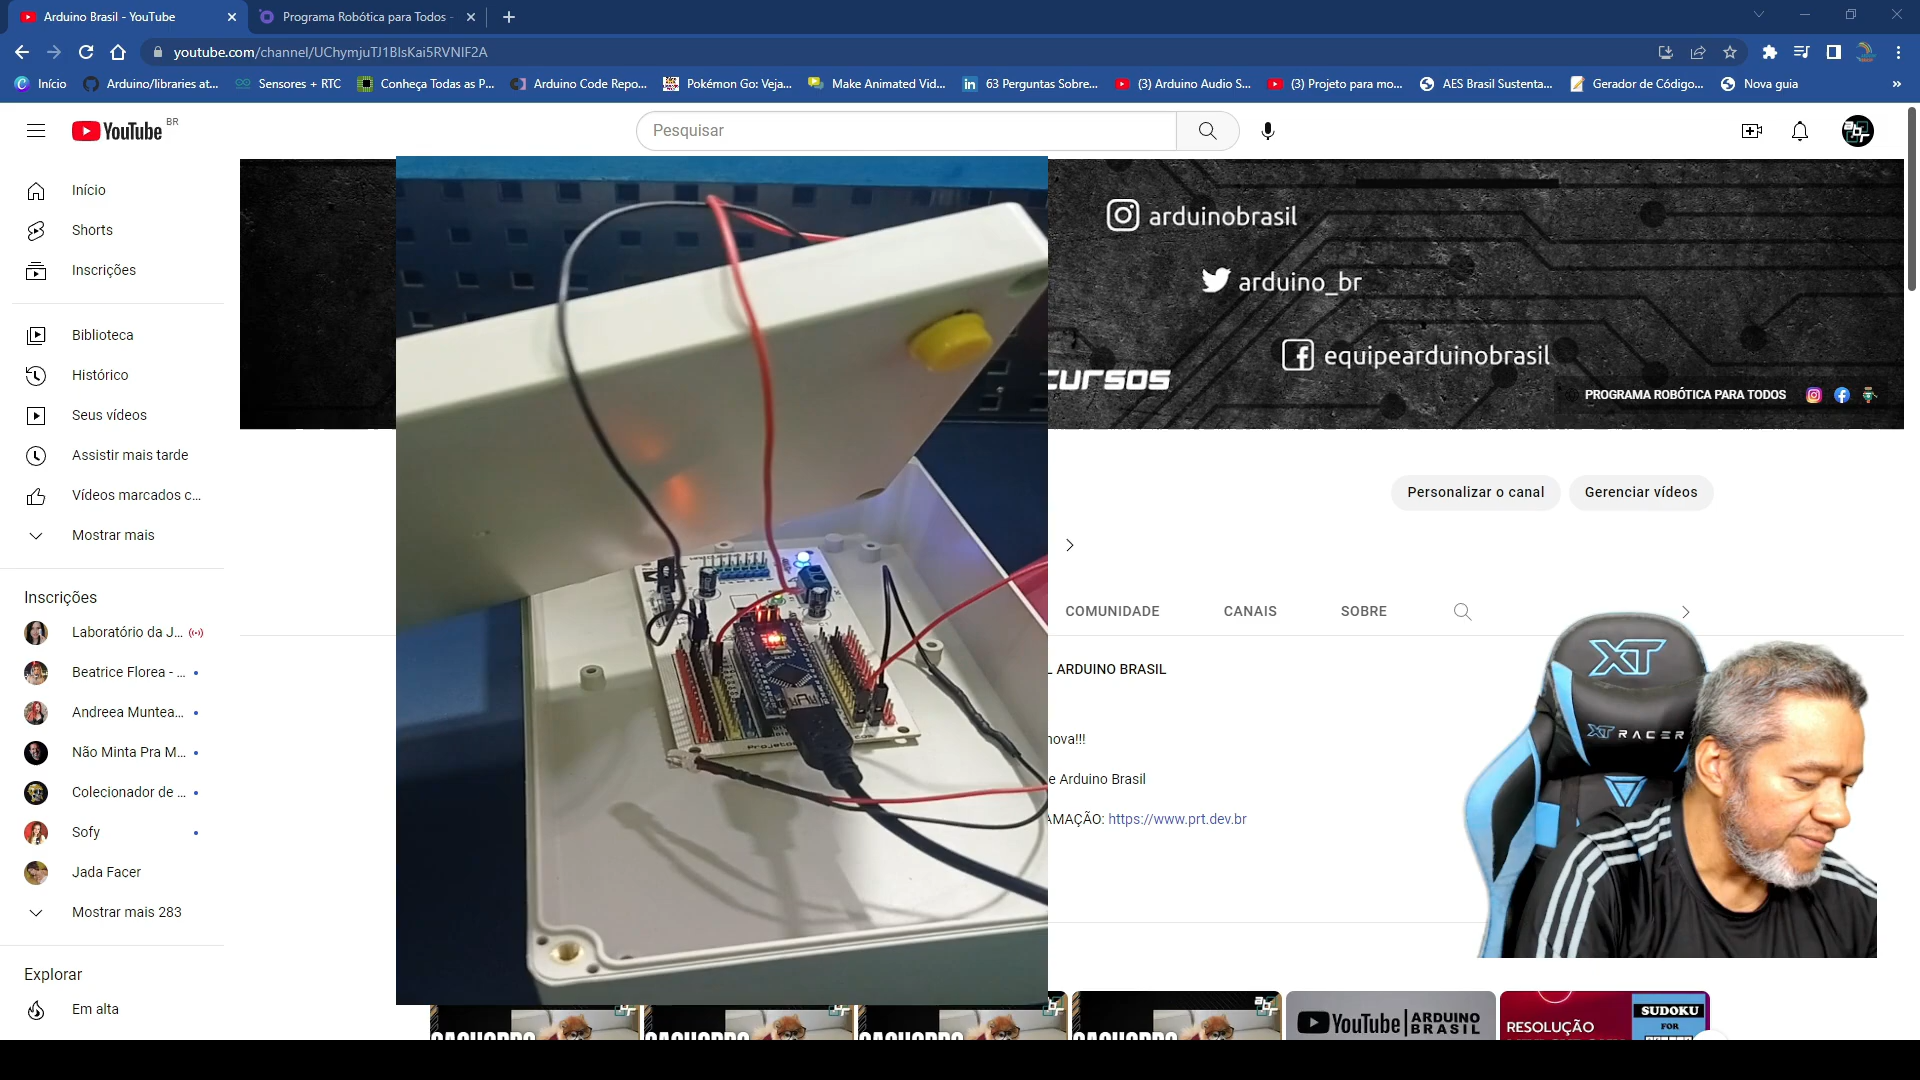 Arduino Brasil - YouTube
Programa Robótica para Todos -
youtube.com/channel/UChymjuTJ1BIsKai5RVNIF2A
Início
Arduino/libraries at...
Sensores + RTC
Conheça Todas as P...
Arduino Code Repo...
Pokémon Go: Veja...
Make Animated Vid...
63 Perguntas Sobre...
(3) Arduino Audio S...
(3) Projeto para mo...
AES Brasil Sustenta...
Gerador de Código...
Nova guia
YouTube BR
Pesquisar
Início
Shorts
Inscrições
Biblioteca
Histórico
Seus vídeos
Assistir mais tarde
Vídeos marcados c...
Mostrar mais
Inscrições
Laboratório da J...
Beatrice Florea - ...
Andreea Muntea...
Não Minta Pra M...
Colecionador de ...
Sofy
Jada Facer
Mostrar mais 283
Explorar
Em alta
arduinobrasil
arduino_br
equipearduinobrasil
cursos
PROGRAMA ROBÓTICA PARA TODOS
Personalizar o canal
Gerenciar vídeos
COMUNIDADE
CANAIS
SOBRE
L ARDUINO BRASIL
nova!!!
e Arduino Brasil
AMAÇÃO: https://www.prt.dev.br
XT
XT RACER
YouTube ARDUINO BRASIL
RESOLUÇÃO
SUDOKU
FOR